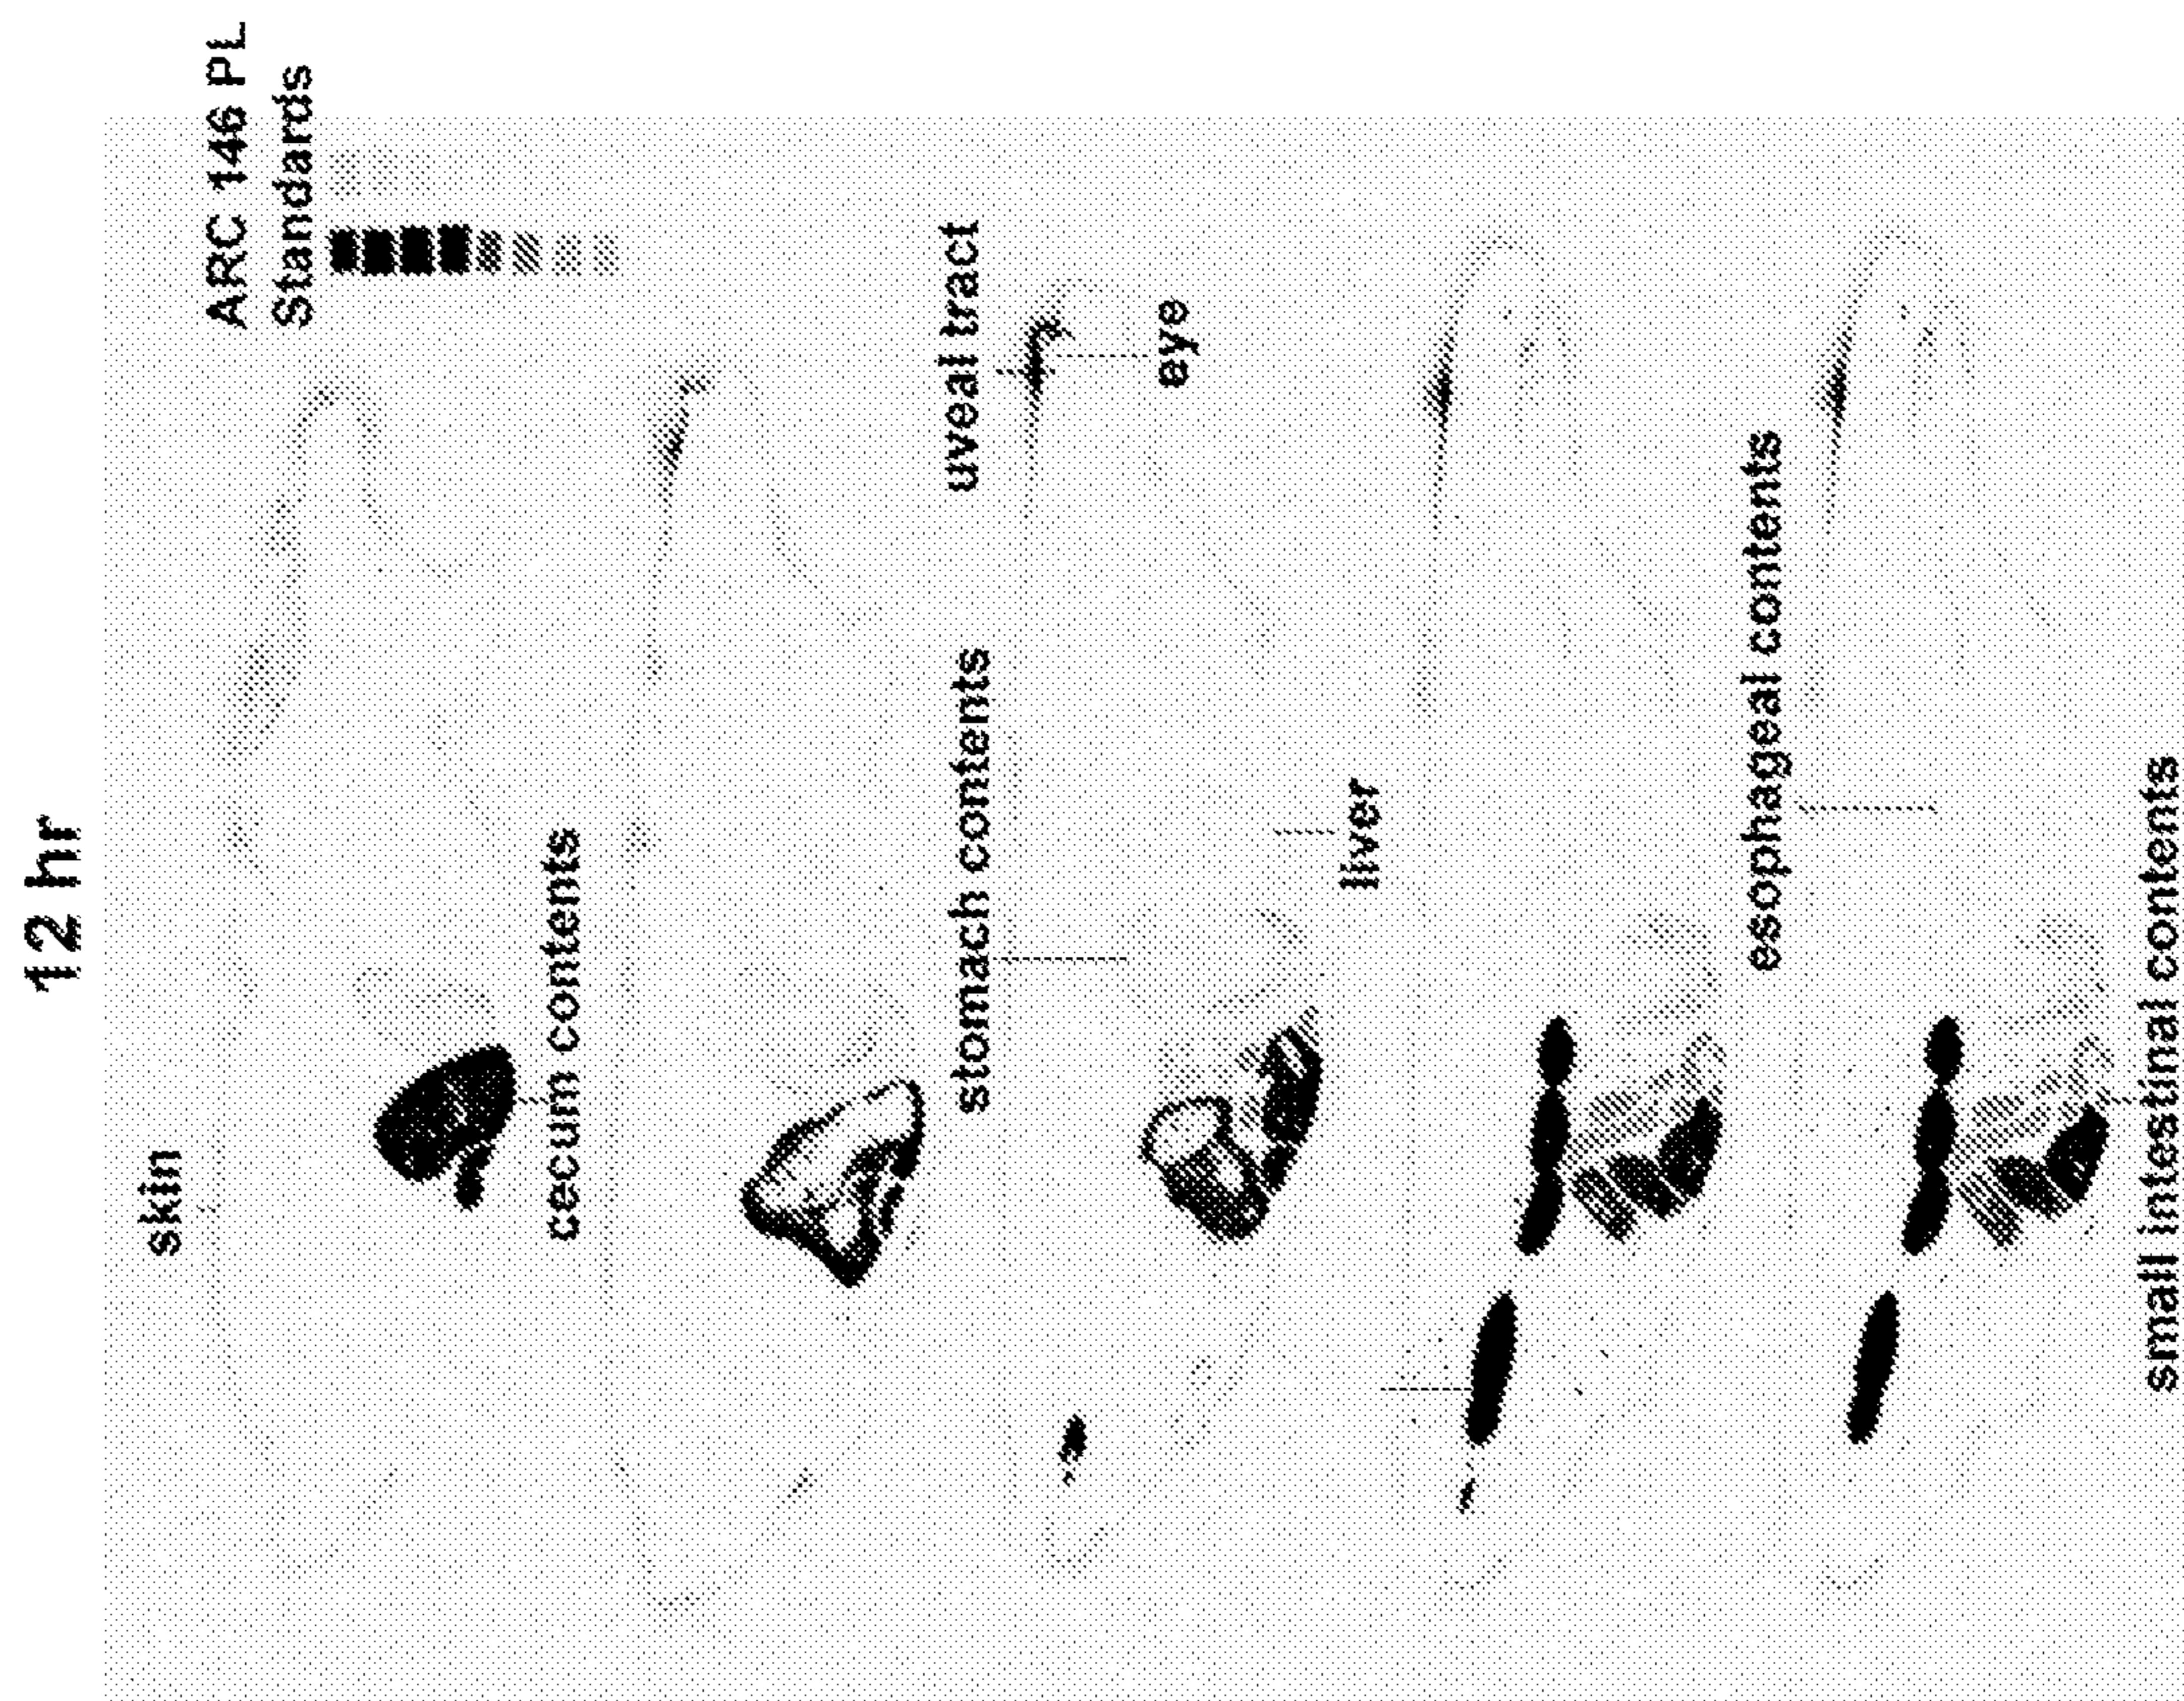 12 hr
ARC 146 PL
Standards
skin
cecum contents
uveal tract
eye
stomach contents
liver
esophageal contents
small intestinal contents